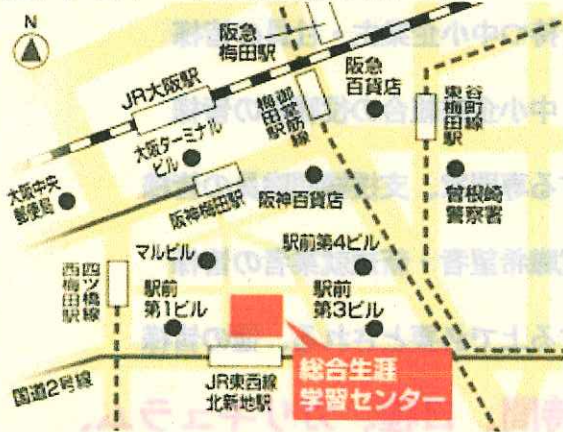 N
阪急
梅田駅
JR大阪駅
阪急
百貨店
御堂筋線
梅田駅
谷町線
東梅田駅
大阪ターミナル
ビル
大阪中央
郵便局
阪神梅田駅
阪神百貨店
曽根崎
警察署
マルビル
駅前第4ビル
四ツ橋線
西梅田駅
駅前
第1ビル
駅前
第3ビル
総合生涯
学習センター
国道2号線
JR東西線
北新地駅